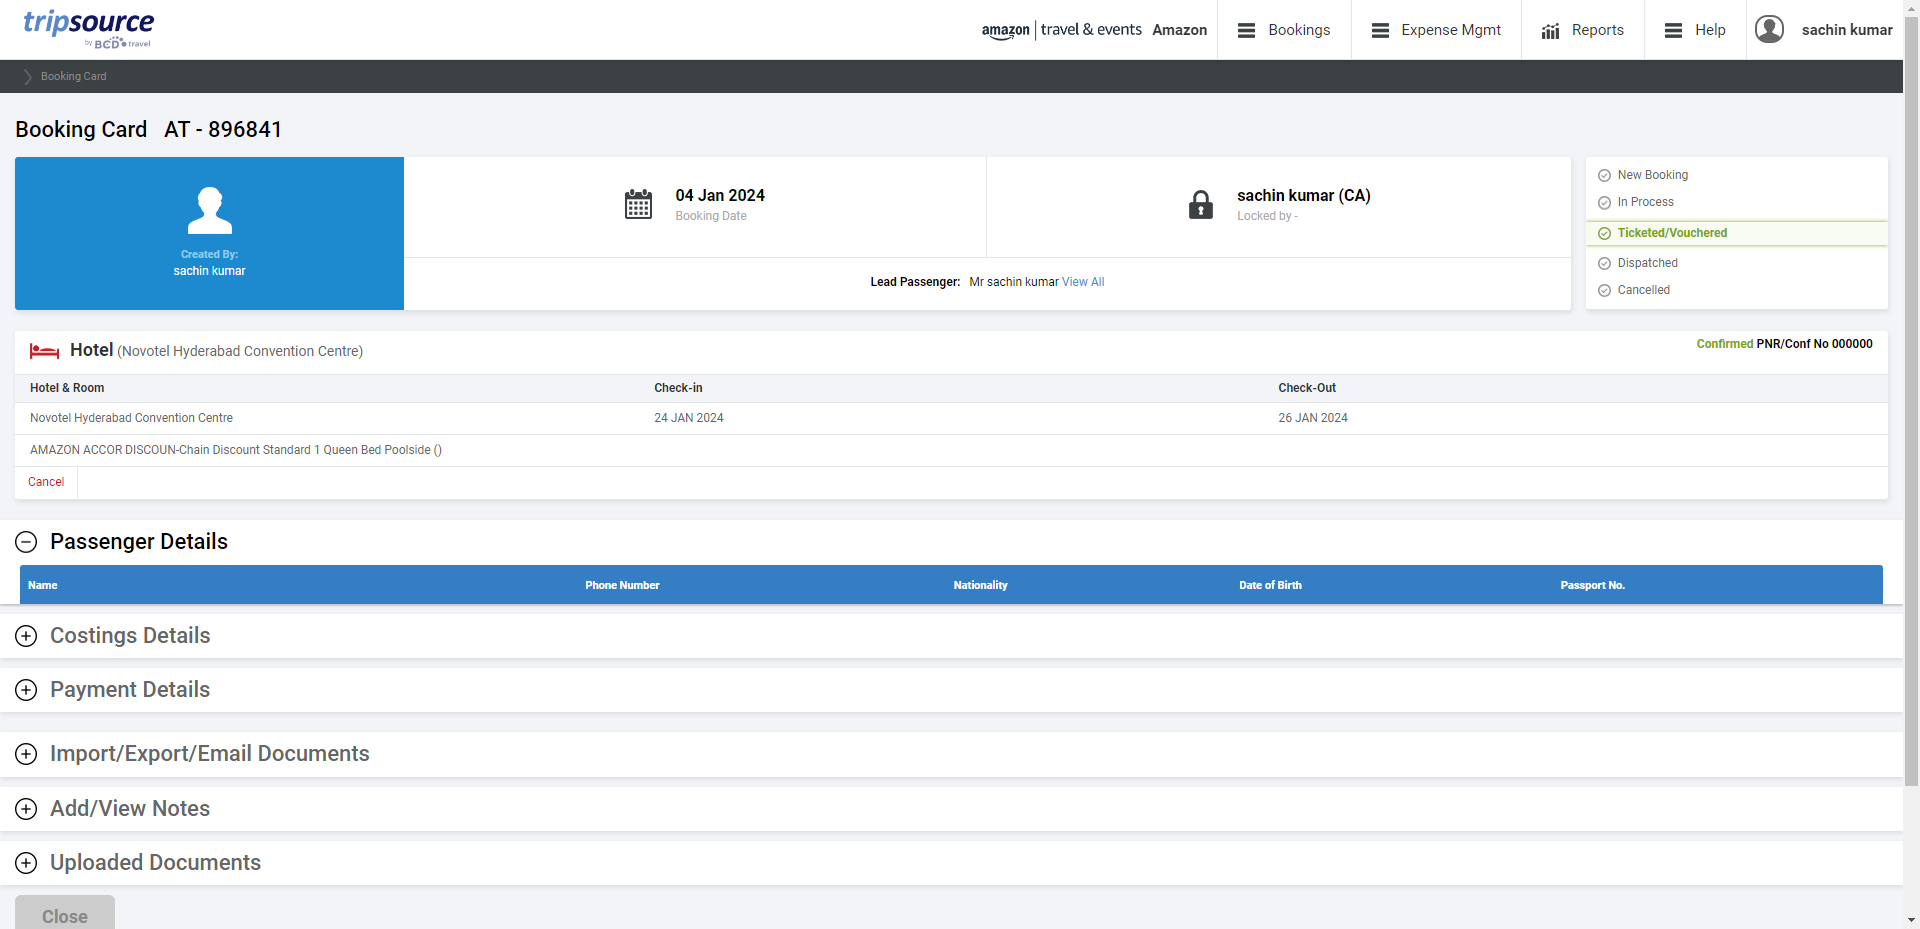 tripsource
by BCD travel
amazon travel & events Amazon
Bookings
Expense Mgmt
Reports
Help
sachin kumar
Booking Card
Booking Card AT - 896841
Created By:
sachin kumar
04 Jan 2024
Booking Date
sachin kumar (CA)
Locked by -
Lead Passenger: Mr sachin kumar View All
New Booking
In Process
Ticketed/Vouchered
Dispatched
Cancelled
Hotel (Novotel Hyderabad Convention Centre)
Confirmed PNR/Conf No 000000
Hotel & Room Check-in Check-Out
Novotel Hyderabad Convention Centre 24 JAN 2024 26 JAN 2024
AMAZON ACCOR DISCOUN-Chain Discount Standard 1 Queen Bed Poolside ()
Cancel
Passenger Details
Name Phone Number Nationality Date of Birth Passport No.
Costings Details
Payment Details
Import/Export/Email Documents
Add/View Notes
Uploaded Documents
Close